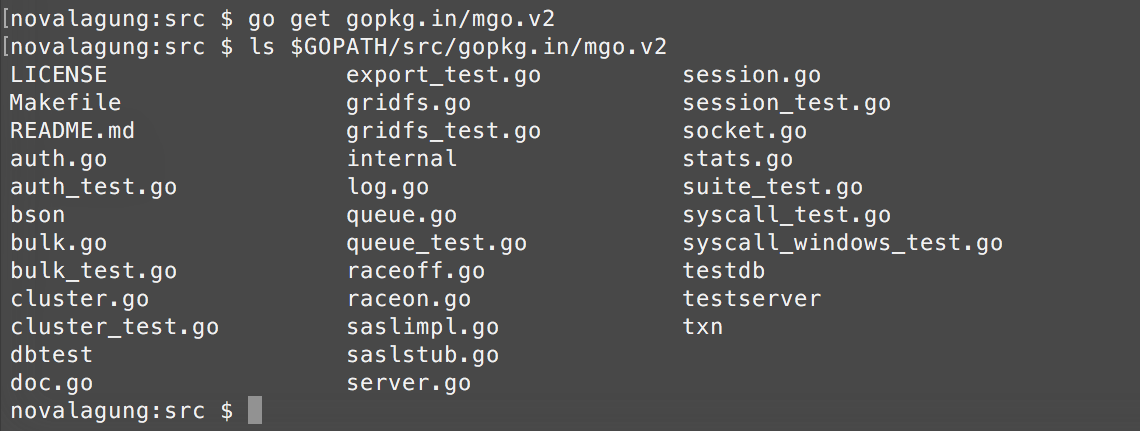 [novalagung:src $ go get gopkg.in/mgo.v2
[novalagung:src $ ls $GOPATH/src/gopkg.in/mgo.v2
LICENSE export_test.go session.go
Makefile gridfs.go session_test.go
README.md gridfs_test.go socket.go
auth.go internal stats.go
auth_test.go log.go suite_test.go
bson queue.go syscall_test.go
bulk.go queue_test.go syscall_windows_test.go
bulk_test.go raceoff.go testdb
cluster.go raceon.go testserver
cluster_test.go saslimpl.go txn
dbtest saslstub.go
doc.go server.go
novalagung:src $